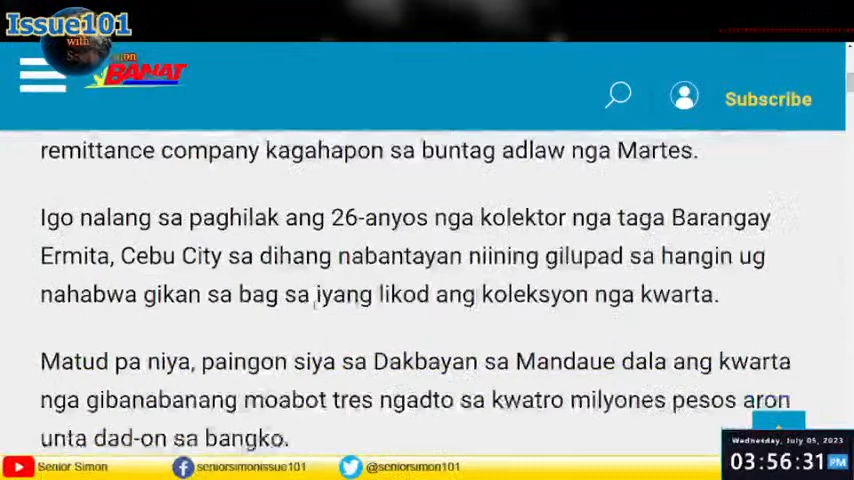 Issue101
with
BANAT
Subscribe
remittance company kagahapon sa buntag adlaw nga Martes.
Igo nalang sa paghilak ang 26-anyos nga kolektor nga taga Barangay
Ermita, Cebu City sa dihang nabantayan niining gilupad sa hangin ug
nahabwa gikan sa bag sa iyang likod ang koleksyon nga kwarta.
Matud pa niya, paingon siya sa Dakbayan sa Mandaue dala ang kwarta
nga gibanabanang moabot tres ngadto sa kwatro milyones pesos aron
unta dad-on sa bangko.
Wednesday, July 05, 2023
03:56:31 PM
Senior Simon
seniorsimonissue101
@seniorsimon101